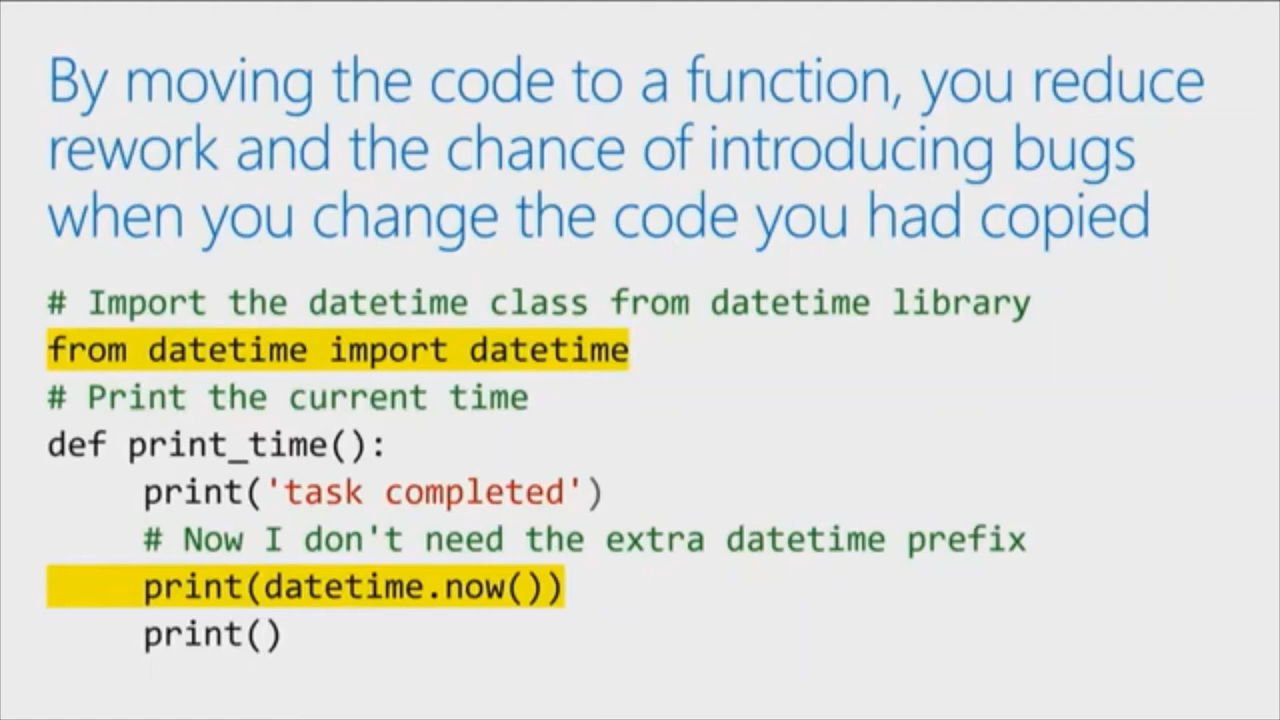 By moving the code to a function, you reduce
rework and the chance of introducing bugs
when you change the code you had copied
# Import the datetime class from datetime library
from datetime import datetime
# Print the current time
def print_time():
     print('task completed')
     # Now I don't need the extra datetime prefix
     print(datetime.now())
     print()